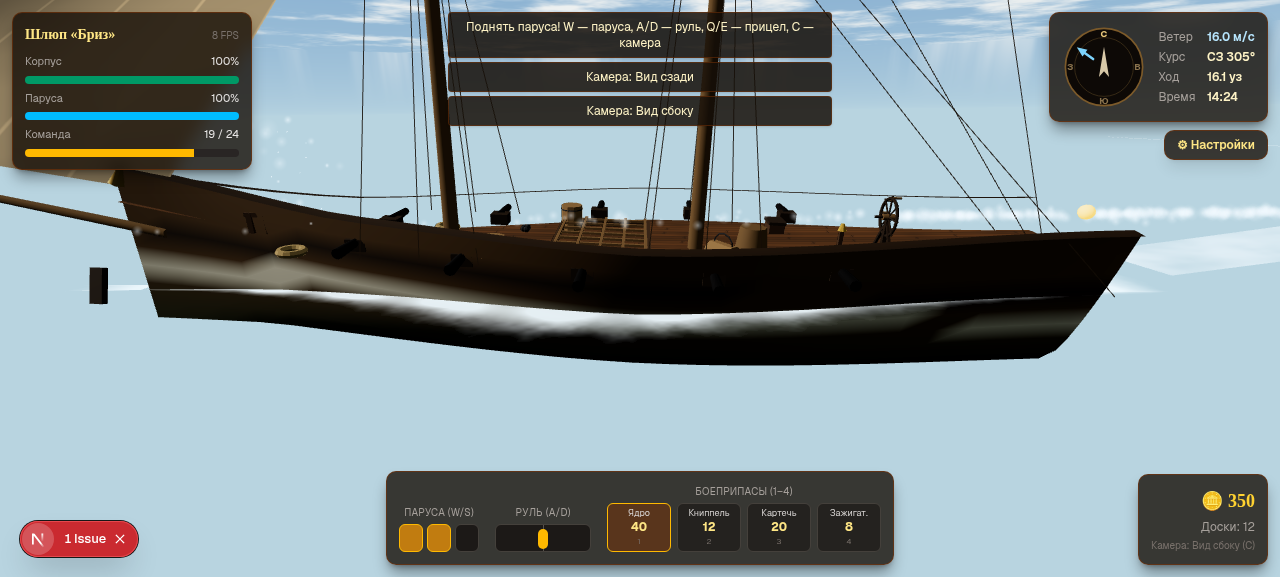 Шлюп «Бриз»
8 FPS
Корпус 100%
Паруса 100%
Команда 19 / 24
Поднять паруса! W — паруса, A/D — руль, Q/E — прицел, C —
камера
Камера: Вид сзади
Камера: Вид сбоку
С
З
В
Ю
Ветер 16.0 м/с
Курс СЗ 305°
Ход 16.1 уз
Время 14:24
⚙ Настройки
N 1 Issue
ПАРУСА (W/S)
РУЛЬ (A/D)
БОЕПРИПАСЫ (1–4)
Ядро 40 1
Книппель 12 2
Картечь 20 3
Зажигат. 8 4
350
Доски: 12
Камера: Вид сбоку (C)